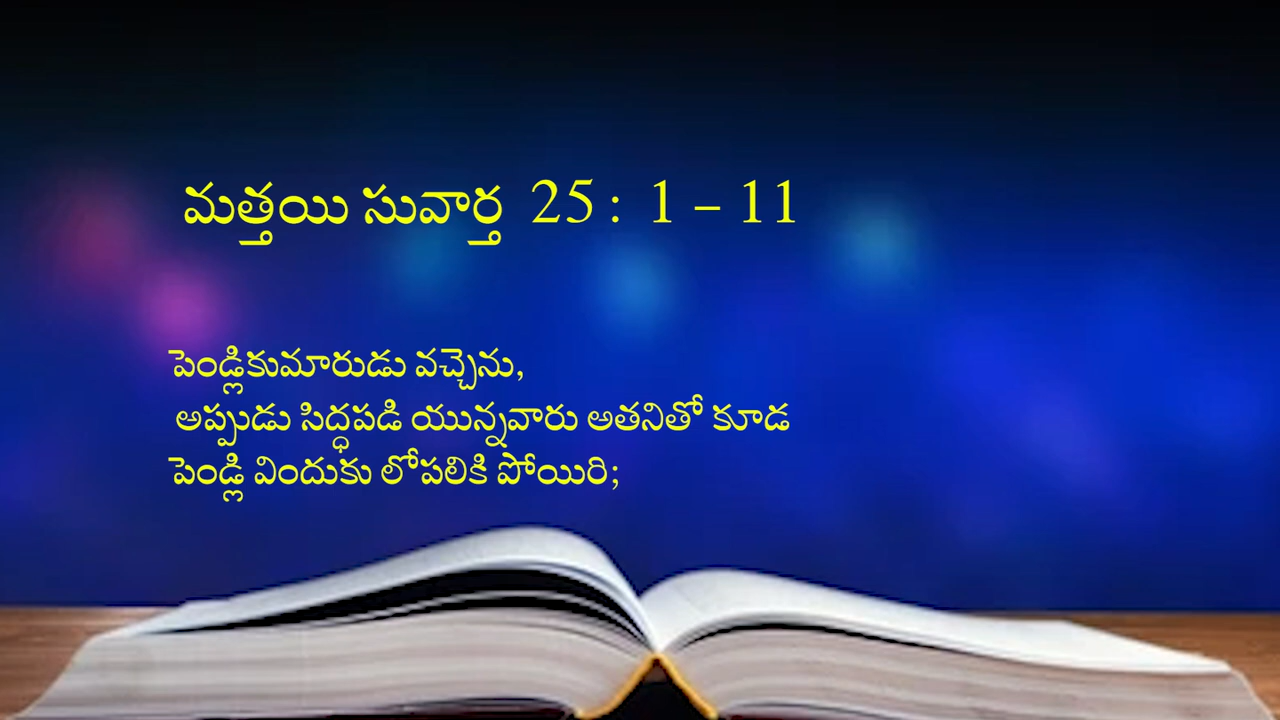 మత్తయి సువార్త 25 : 1 – 11
పెండ్లికుమారుడు వచ్చెను,
అప్పుడు సిద్ధపడి యున్నవారు అతనితో కూడ
పెండ్లి విందుకు లోపలికి పోయిరి;